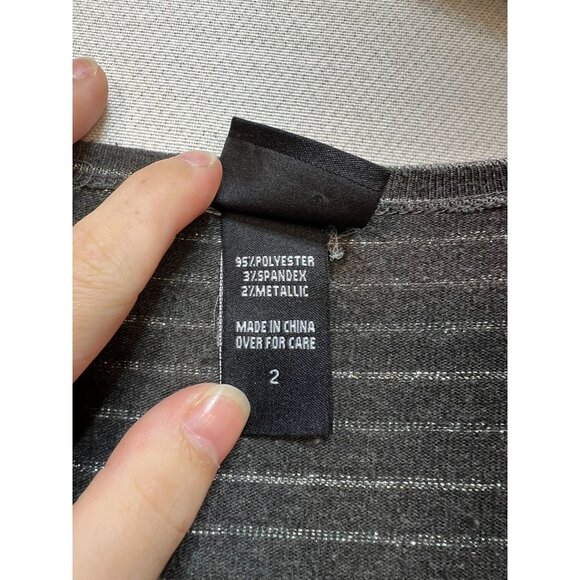 95%POLYESTER
3%SPANDEX
2%METALLIC
MADE IN CHINA
OVER FOR CARE
2